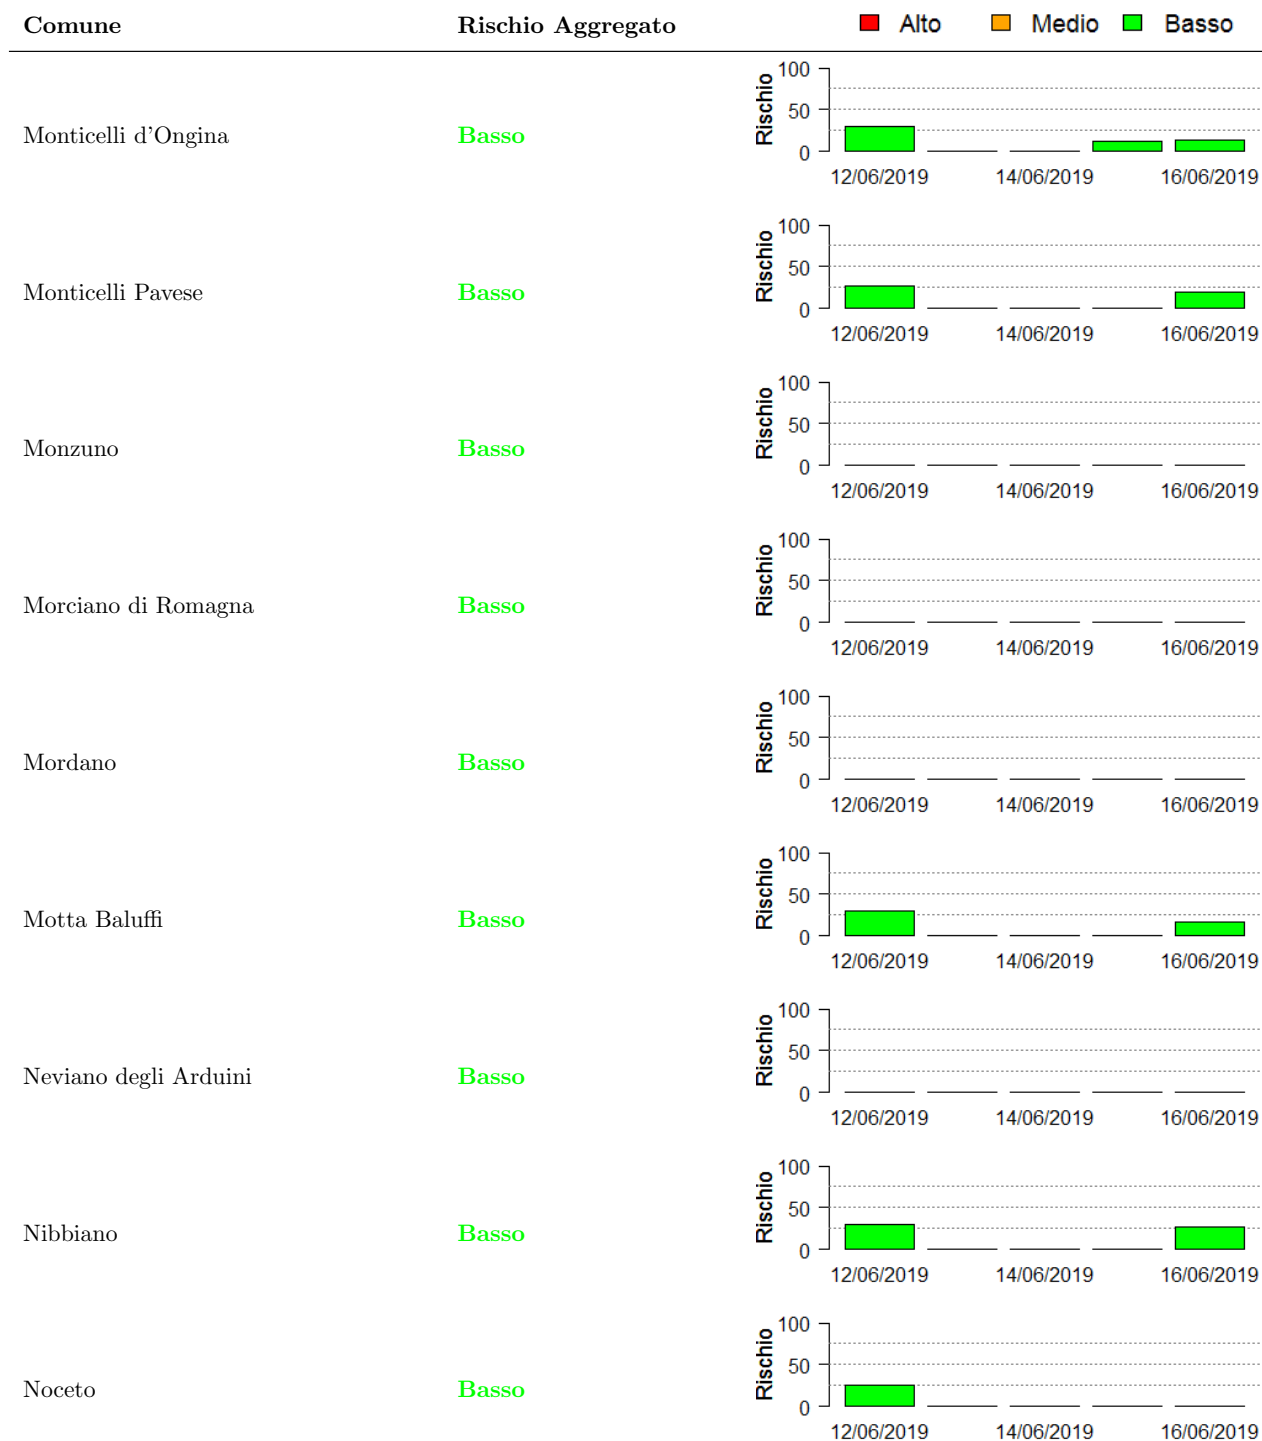 Comune Rischio Aggregato Alto Medio Basso
100
50
0
Rischio
Monticelli d'Ongina Basso
12/06/2019 14/06/2019 16/06/2019
100
50
0
Rischio
Monticelli Pavese Basso
12/06/2019 14/06/2019 16/06/2019
100
50
0
Rischio
Monzuno Basso
12/06/2019 14/06/2019 16/06/2019
100
50
0
Rischio
Morciano di Romagna Basso
12/06/2019 14/06/2019 16/06/2019
100
50
0
Rischio
Mordano Basso
12/06/2019 14/06/2019 16/06/2019
100
50
0
Rischio
Motta Baluffi Basso
12/06/2019 14/06/2019 16/06/2019
100
50
0
Rischio
Neviano degli Arduini Basso
12/06/2019 14/06/2019 16/06/2019
100
50
0
Rischio
Nibbiano Basso
12/06/2019 14/06/2019 16/06/2019
100
50
0
Rischio
Noceto Basso
12/06/2019 14/06/2019 16/06/2019